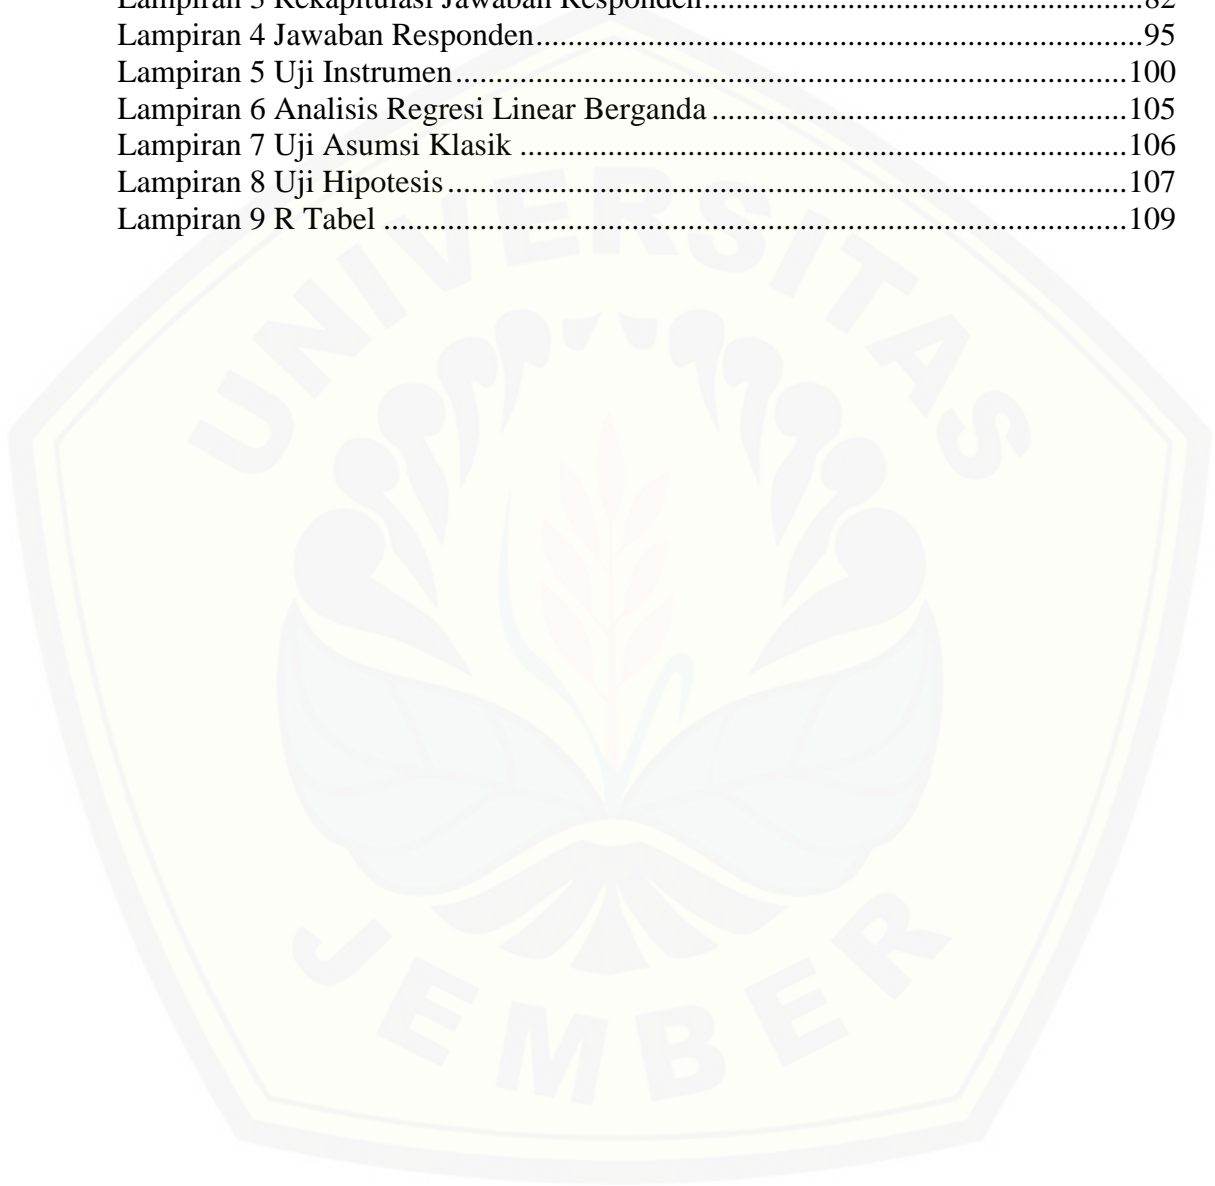 Lampiran 3 Rekapitulasi Jawaban Responden......................................................82
Lampiran 4 Jawaban Responden...........................................................................95
Lampiran 5 Uji Instrumen....................................................................................100
Lampiran 6 Analisis Regresi Linear Berganda ....................................................105
Lampiran 7 Uji Asumsi Klasik ............................................................................106
Lampiran 8 Uji Hipotesis.....................................................................................107
Lampiran 9 R Tabel .............................................................................................109
UNIVERSITAS
JEMBER